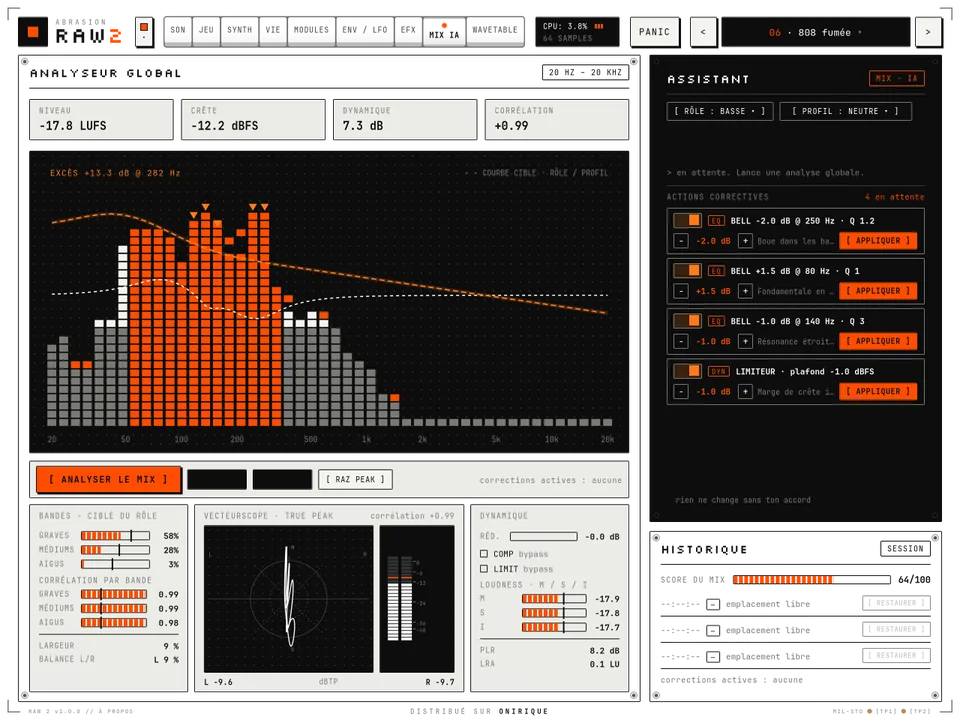 ABRASION
RAW2
SON JEU SYNTH VIE MODULES ENV / LFO EFX MIX IA WAVETABLE
CPU: 3.8%
64 SAMPLES
PANIC
< 06 · 808 fumée >
ANALYSEUR GLOBAL
20 HZ - 20 KHZ
NIVEAU
-17.8 LUFS
CRÊTE
-12.2 dBFS
DYNAMIQUE
7.3 dB
CORRÉLATION
+0.99
EXCÈS +13.3 dB @ 282 Hz
COURBE CIBLE · RÔLE / PROFIL
20 50 100 200 500 1k 2k 5k 10k 20k
[ ANALYSER LE MIX ]
[ RAZ PEAK ]
corrections actives : aucune
BANDES · CIBLE DU RÔLE
GRAVES 58%
MÉDIUMS 28%
AIGUS 3%
CORRÉLATION PAR BANDE
GRAVES 0.99
MÉDIUMS 0.99
AIGUS 0.98
LARGEUR 9 %
BALANCE L/R L 9 %
VECTEURSCOPE · TRUE PEAK
corrélation +0.99
L -9.6 dBTP R -9.7
DYNAMIQUE
RÉD. -0.0 dB
COMP bypass
LIMIT bypass
LOUDNESS · M / S / I
M -17.9
S -17.8
I -17.7
PLR 8.2 dB
LRA 0.1 LU
ASSISTANT
MIX · IA
[ RÔLE : BASSE ▾ ] [ PROFIL : NEUTRE ▾ ]
> en attente. Lance une analyse globale.
ACTIONS CORRECTIVES 4 en attente
EQ BELL -2.0 dB @ 250 Hz · Q 1.2
- -2.0 dB + Boue dans les ba… [ APPLIQUER ]
EQ BELL +1.5 dB @ 80 Hz · Q 1
- +1.5 dB + Fondamentale en … [ APPLIQUER ]
EQ BELL -1.0 dB @ 140 Hz · Q 3
- -1.0 dB + Résonance étroit… [ APPLIQUER ]
DYN LIMITEUR · plafond -1.0 dBFS
- -1.0 dB + Marge de crête i… [ APPLIQUER ]
rien ne change sans ton accord
HISTORIQUE
SESSION
SCORE DU MIX 64/100
--:--:-- — emplacement libre [ RESTAURER ]
--:--:-- — emplacement libre [ RESTAURER ]
--:--:-- — emplacement libre [ RESTAURER ]
corrections actives : aucune
RAW 2 v1.0.0 // À PROPOS
DISTRIBUÉ SUR ONIRIQUE
MIL-STD [TP1] [TP2]